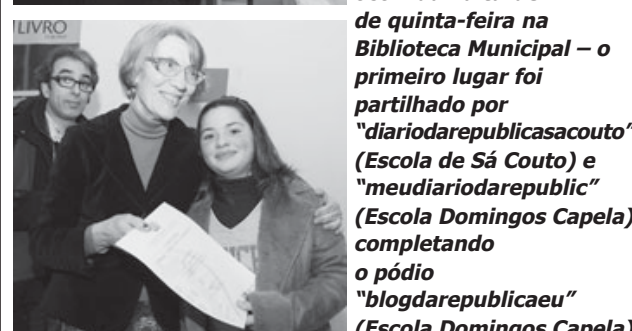 LIVRO
de quinta-feira na
Biblioteca Municipal – o
primeiro lugar foi
partilhado por
“diariodarepublicasacouto”
(Escola de Sá Couto) e
“meudiariodarepublic”
(Escola Domingos Capela)
completando
o pódio
“blogdarepublicaeu”
(Escola Domingos Capela)